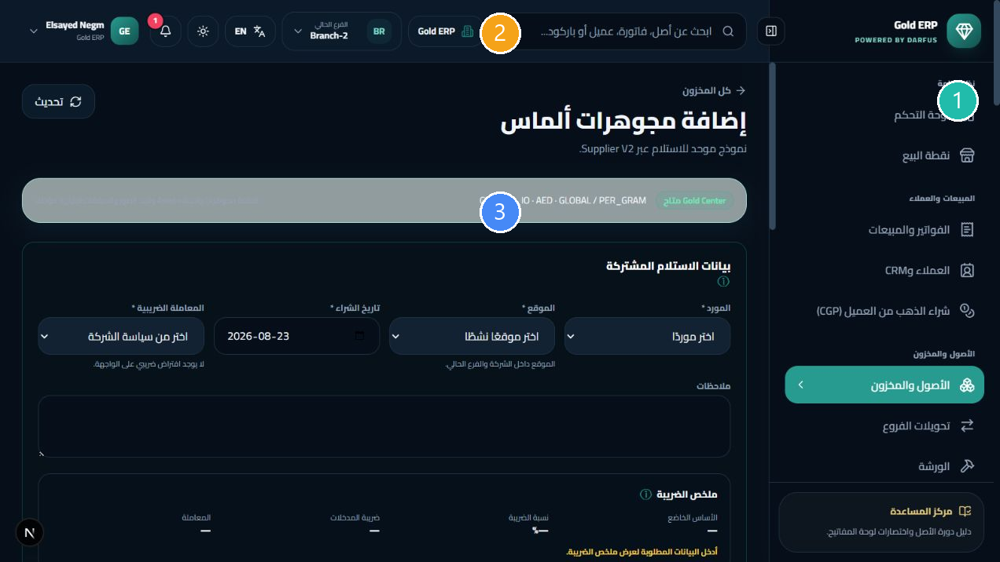 Gold ERP
POWERED BY DARFUS
ابحث عن أصل، فاتورة، عميل أو باركود...
2
Gold ERP
BR
الفرع الحالي
Branch-2
EN
1
GE
Elsayed Negm
Gold ERP
1
التحكم
نقطة البيع
المبيعات والعملاء
الفواتير والمبيعات
العملاء وCRM
شراء الذهب من العميل (CGP)
الأصول والمخزون
الأصول والمخزون
تحويلات الفروع
الورشة
مركز المساعدة
دليل دورة الأصل واختصارات لوحة المفاتيح.
كل المخزون
تحديث
إضافة مجوهرات ألماس
نموذج موحد للاستلام عبر Supplier V2.
Gold Center متاح
IO · AED · GLOBAL / PER_GRAM
3
بيانات الاستلام المشتركة
المورد *
الموقع *
تاريخ الشراء *
المعاملة الضريبية *
اختر موردًا
اختر موقعًا نشطًا
2026-08-23
اختر من سياسة الشركة
الموقع داخل الشركة والفرع الحالي.
لا يوجد افتراض ضريبي على الواجهة.
ملاحظات
ملخص الضريبة
الأساس الخاضع
نسبة الضريبة
ضريبة المدخلات
المعاملة
—
—%
—
—
أدخل البيانات المطلوبة لعرض ملخص الضريبة.
N